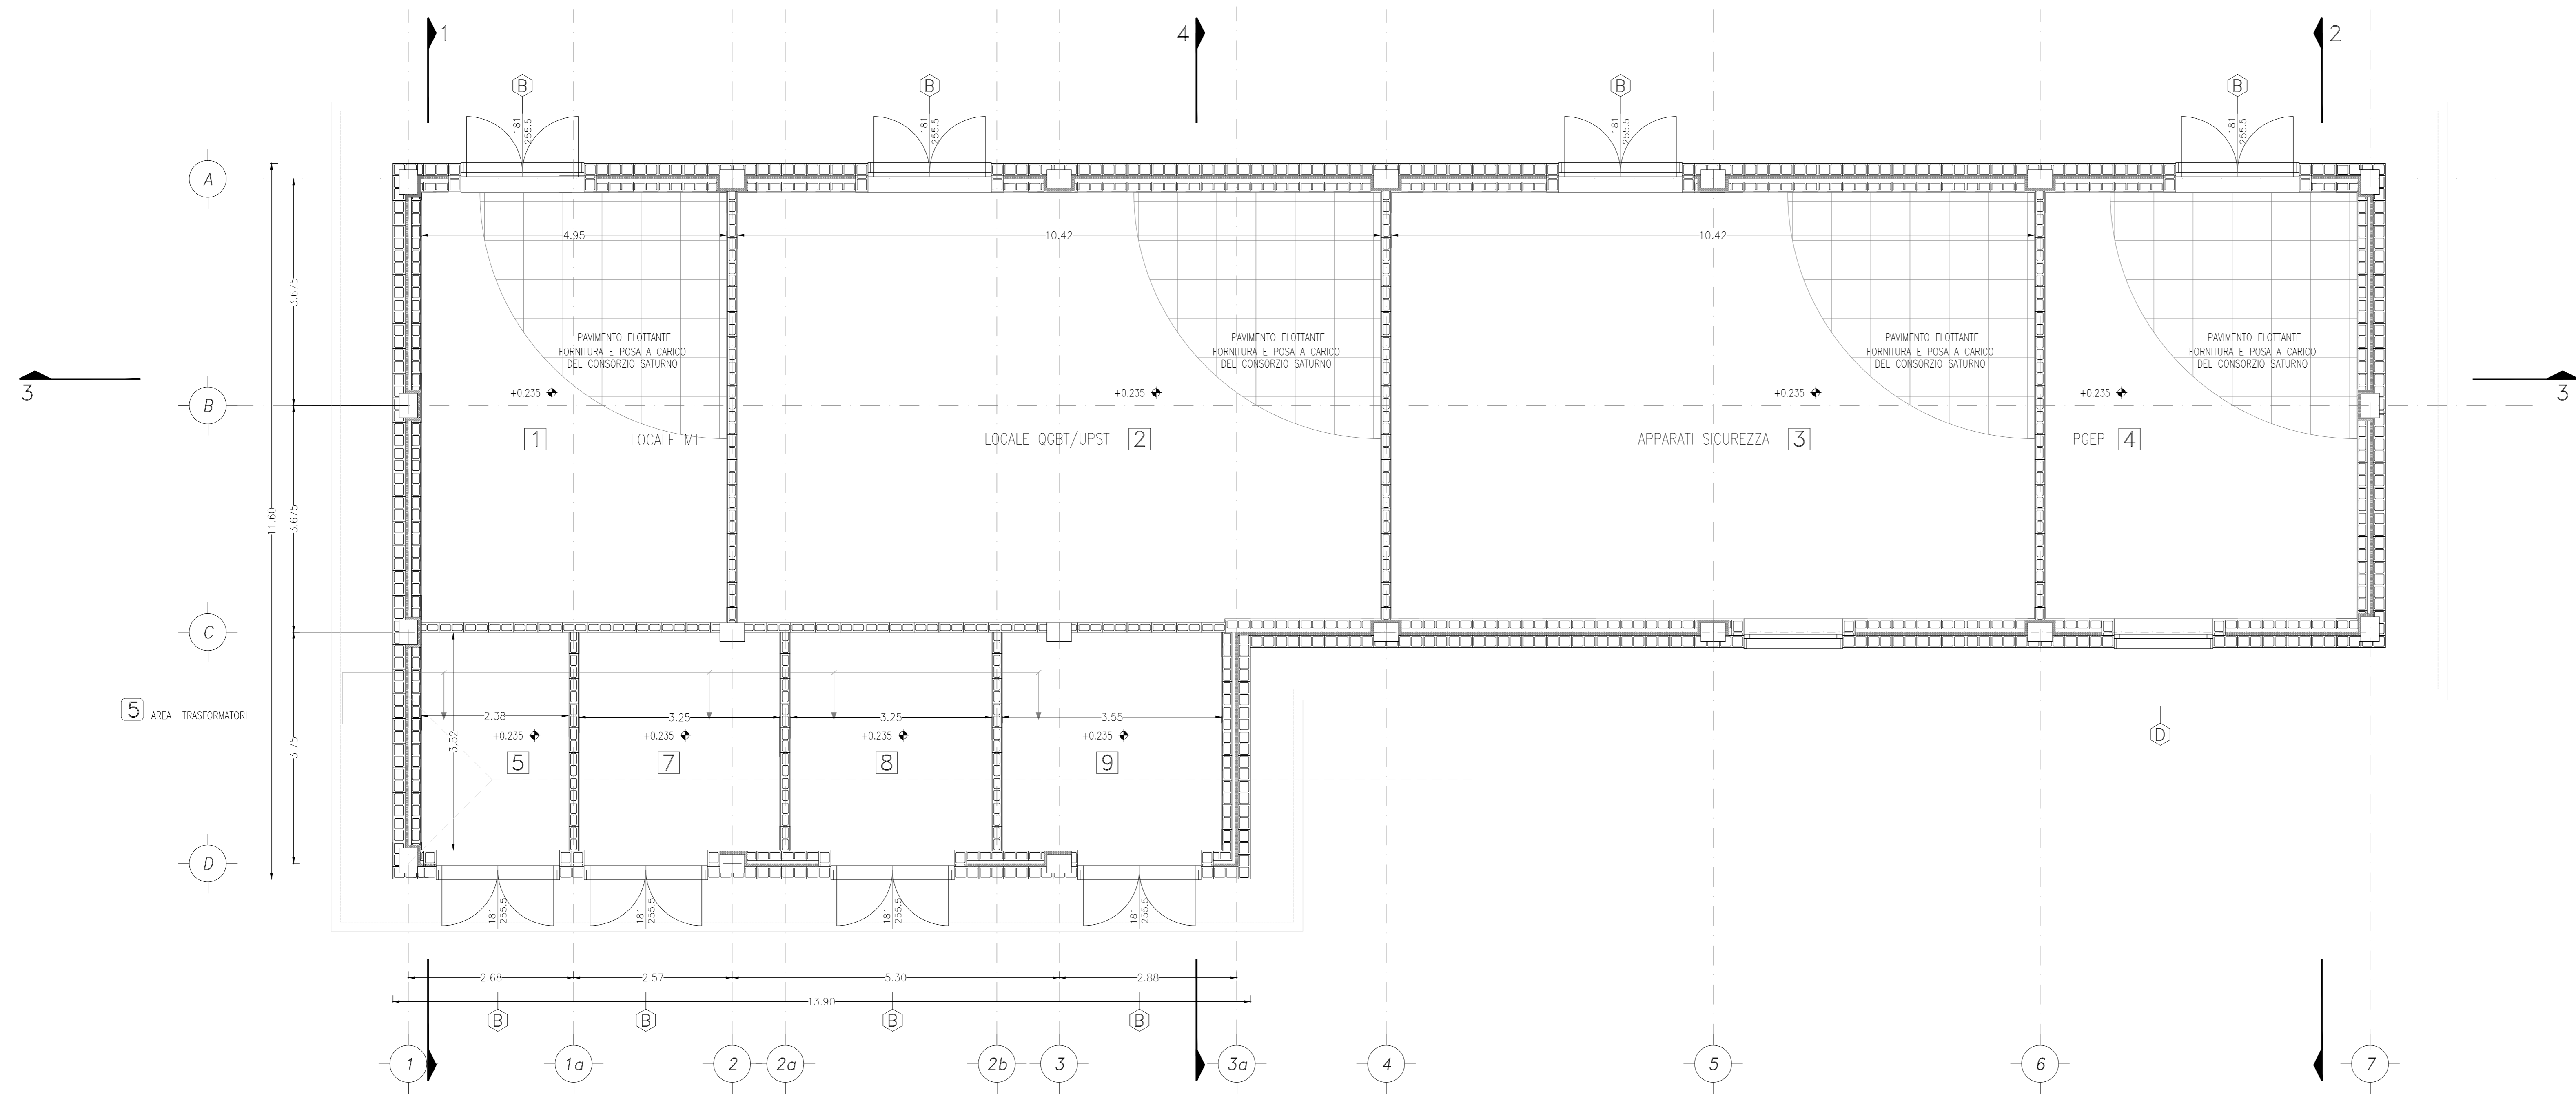 1
4
2
B
B
B
B
181
255.5
181
255.5
181
255.5
181
255.5
A
4.95
10.42
10.42
3.675
PAVIMENTO FLOTTANTE
FORNITURA E POSA A CARICO
DEL CONSORZIO SATURNO
PAVIMENTO FLOTTANTE
FORNITURA E POSA A CARICO
DEL CONSORZIO SATURNO
PAVIMENTO FLOTTANTE
FORNITURA E POSA A CARICO
DEL CONSORZIO SATURNO
PAVIMENTO FLOTTANTE
FORNITURA E POSA A CARICO
DEL CONSORZIO SATURNO
3
3
+0.235
+0.235
+0.235
+0.235
B
1
LOCALE MT
LOCALE QGBT/UPST
2
APPARATI SICUREZZA
3
PGEP
4
11.60
3.675
C
5
AREA TRASFORMATORI
2.38
3.25
3.25
3.55
3.52
3.75
+0.235
+0.235
+0.235
+0.235
D
5
7
8
9
D
181
255.5
181
255.5
181
255.5
181
255.5
2.68
2.57
5.30
2.88
13.90
B
B
B
B
1
1a
2
2a
2b
3
3a
4
5
6
7